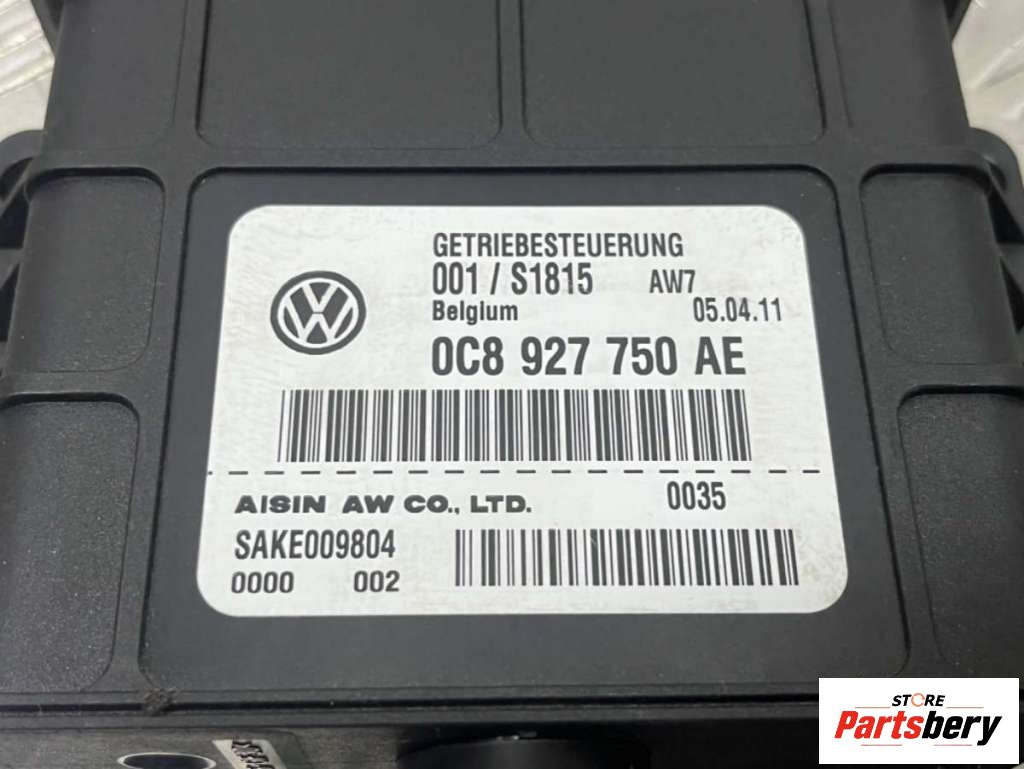 GETRIEBESTEUERUNG
001 / S1815 AW7
Belgium 05.04.11
0C8 927 750 AE
AISIN AW CO., LTD. 0035
SAKE009804
0000 002
STORE
Partsbery